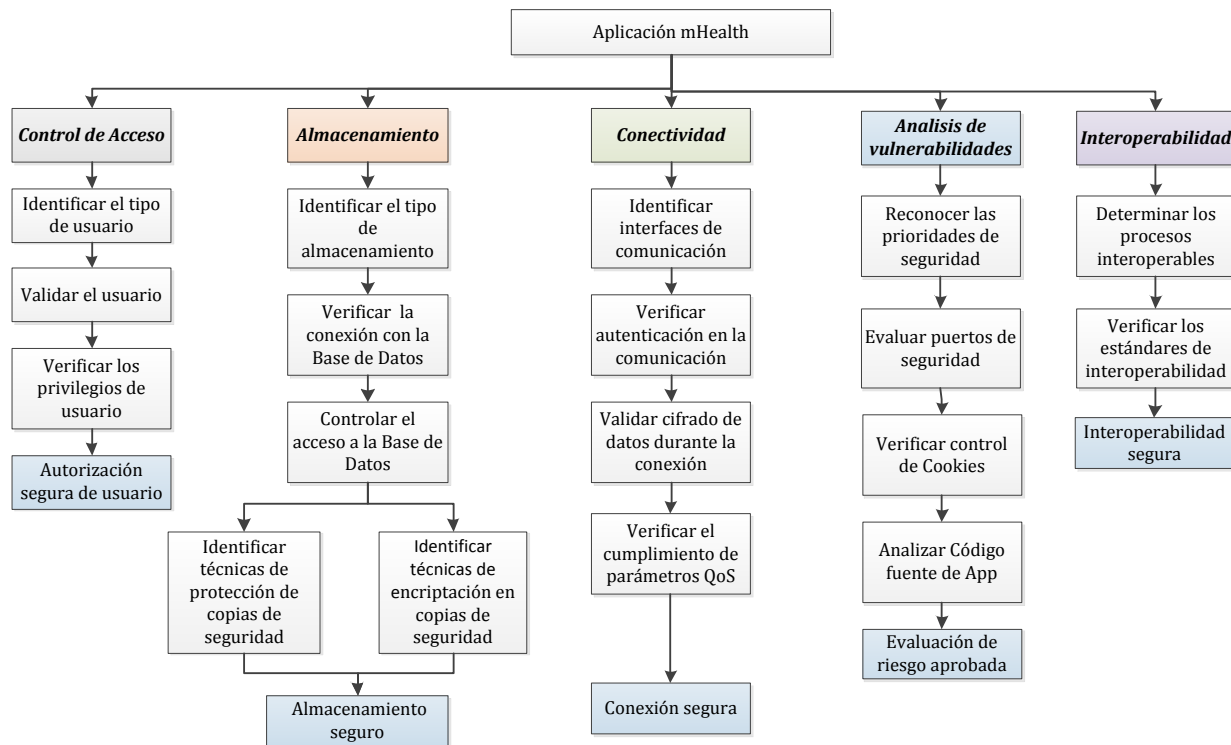 Aplicación mHealth
Control de Acceso
Identificar el tipo
de usuario
Validar el usuario
Verificar los
privilegios de
usuario
Autorización
segura de usuario
Almacenamiento
Identificar el tipo
de
almacenamiento
Verificar la
conexión con la
Base de Datos
Controlar el
acceso a la Base de
Datos
Identificar
técnicas de
protección de
copias de
seguridad
Identificar
técnicas de
encriptación en
copias de
seguridad
Almacenamiento
seguro
Conectividad
Identificar
interfaces de
comunicación
Verificar
autenticación en la
comunicación
Validar cifrado de
datos durante la
conexión
Verificar el
cumplimiento de
parámetros QoS
Conexión segura
Analisis de
vulnerabilidades
Reconocer las
prioridades de
seguridad
Evaluar puertos de
seguridad
Verificar control
de Cookies
Analizar Código
fuente de App
Evaluación de
riesgo aprobada
Interoperabilidad
Determinar los
procesos
interoperables
Verificar los
estándares de
interoperabilidad
Interoperabilidad
segura